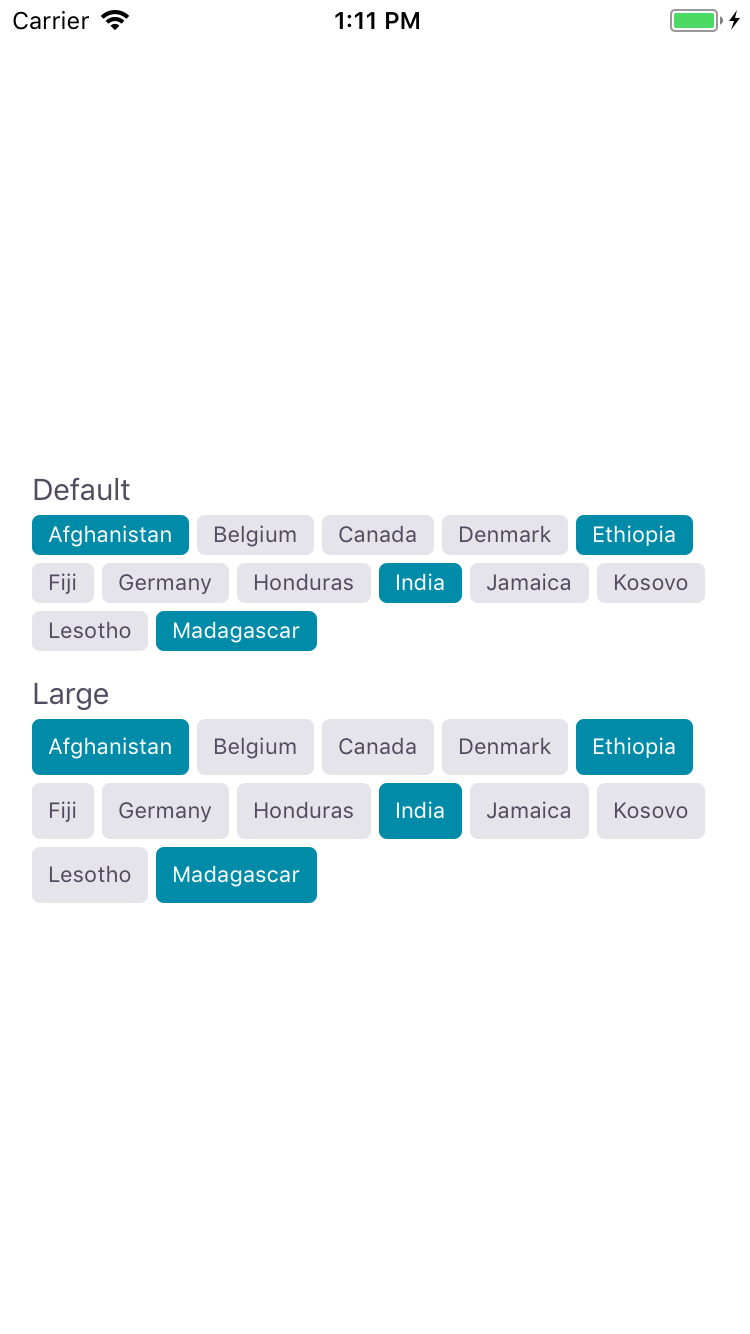 Carrier 1:11 PM
Default
Afghanistan Belgium Canada Denmark Ethiopia
Fiji Germany Honduras India Jamaica Kosovo
Lesotho Madagascar
Large
Afghanistan Belgium Canada Denmark Ethiopia
Fiji Germany Honduras India Jamaica Kosovo
Lesotho Madagascar